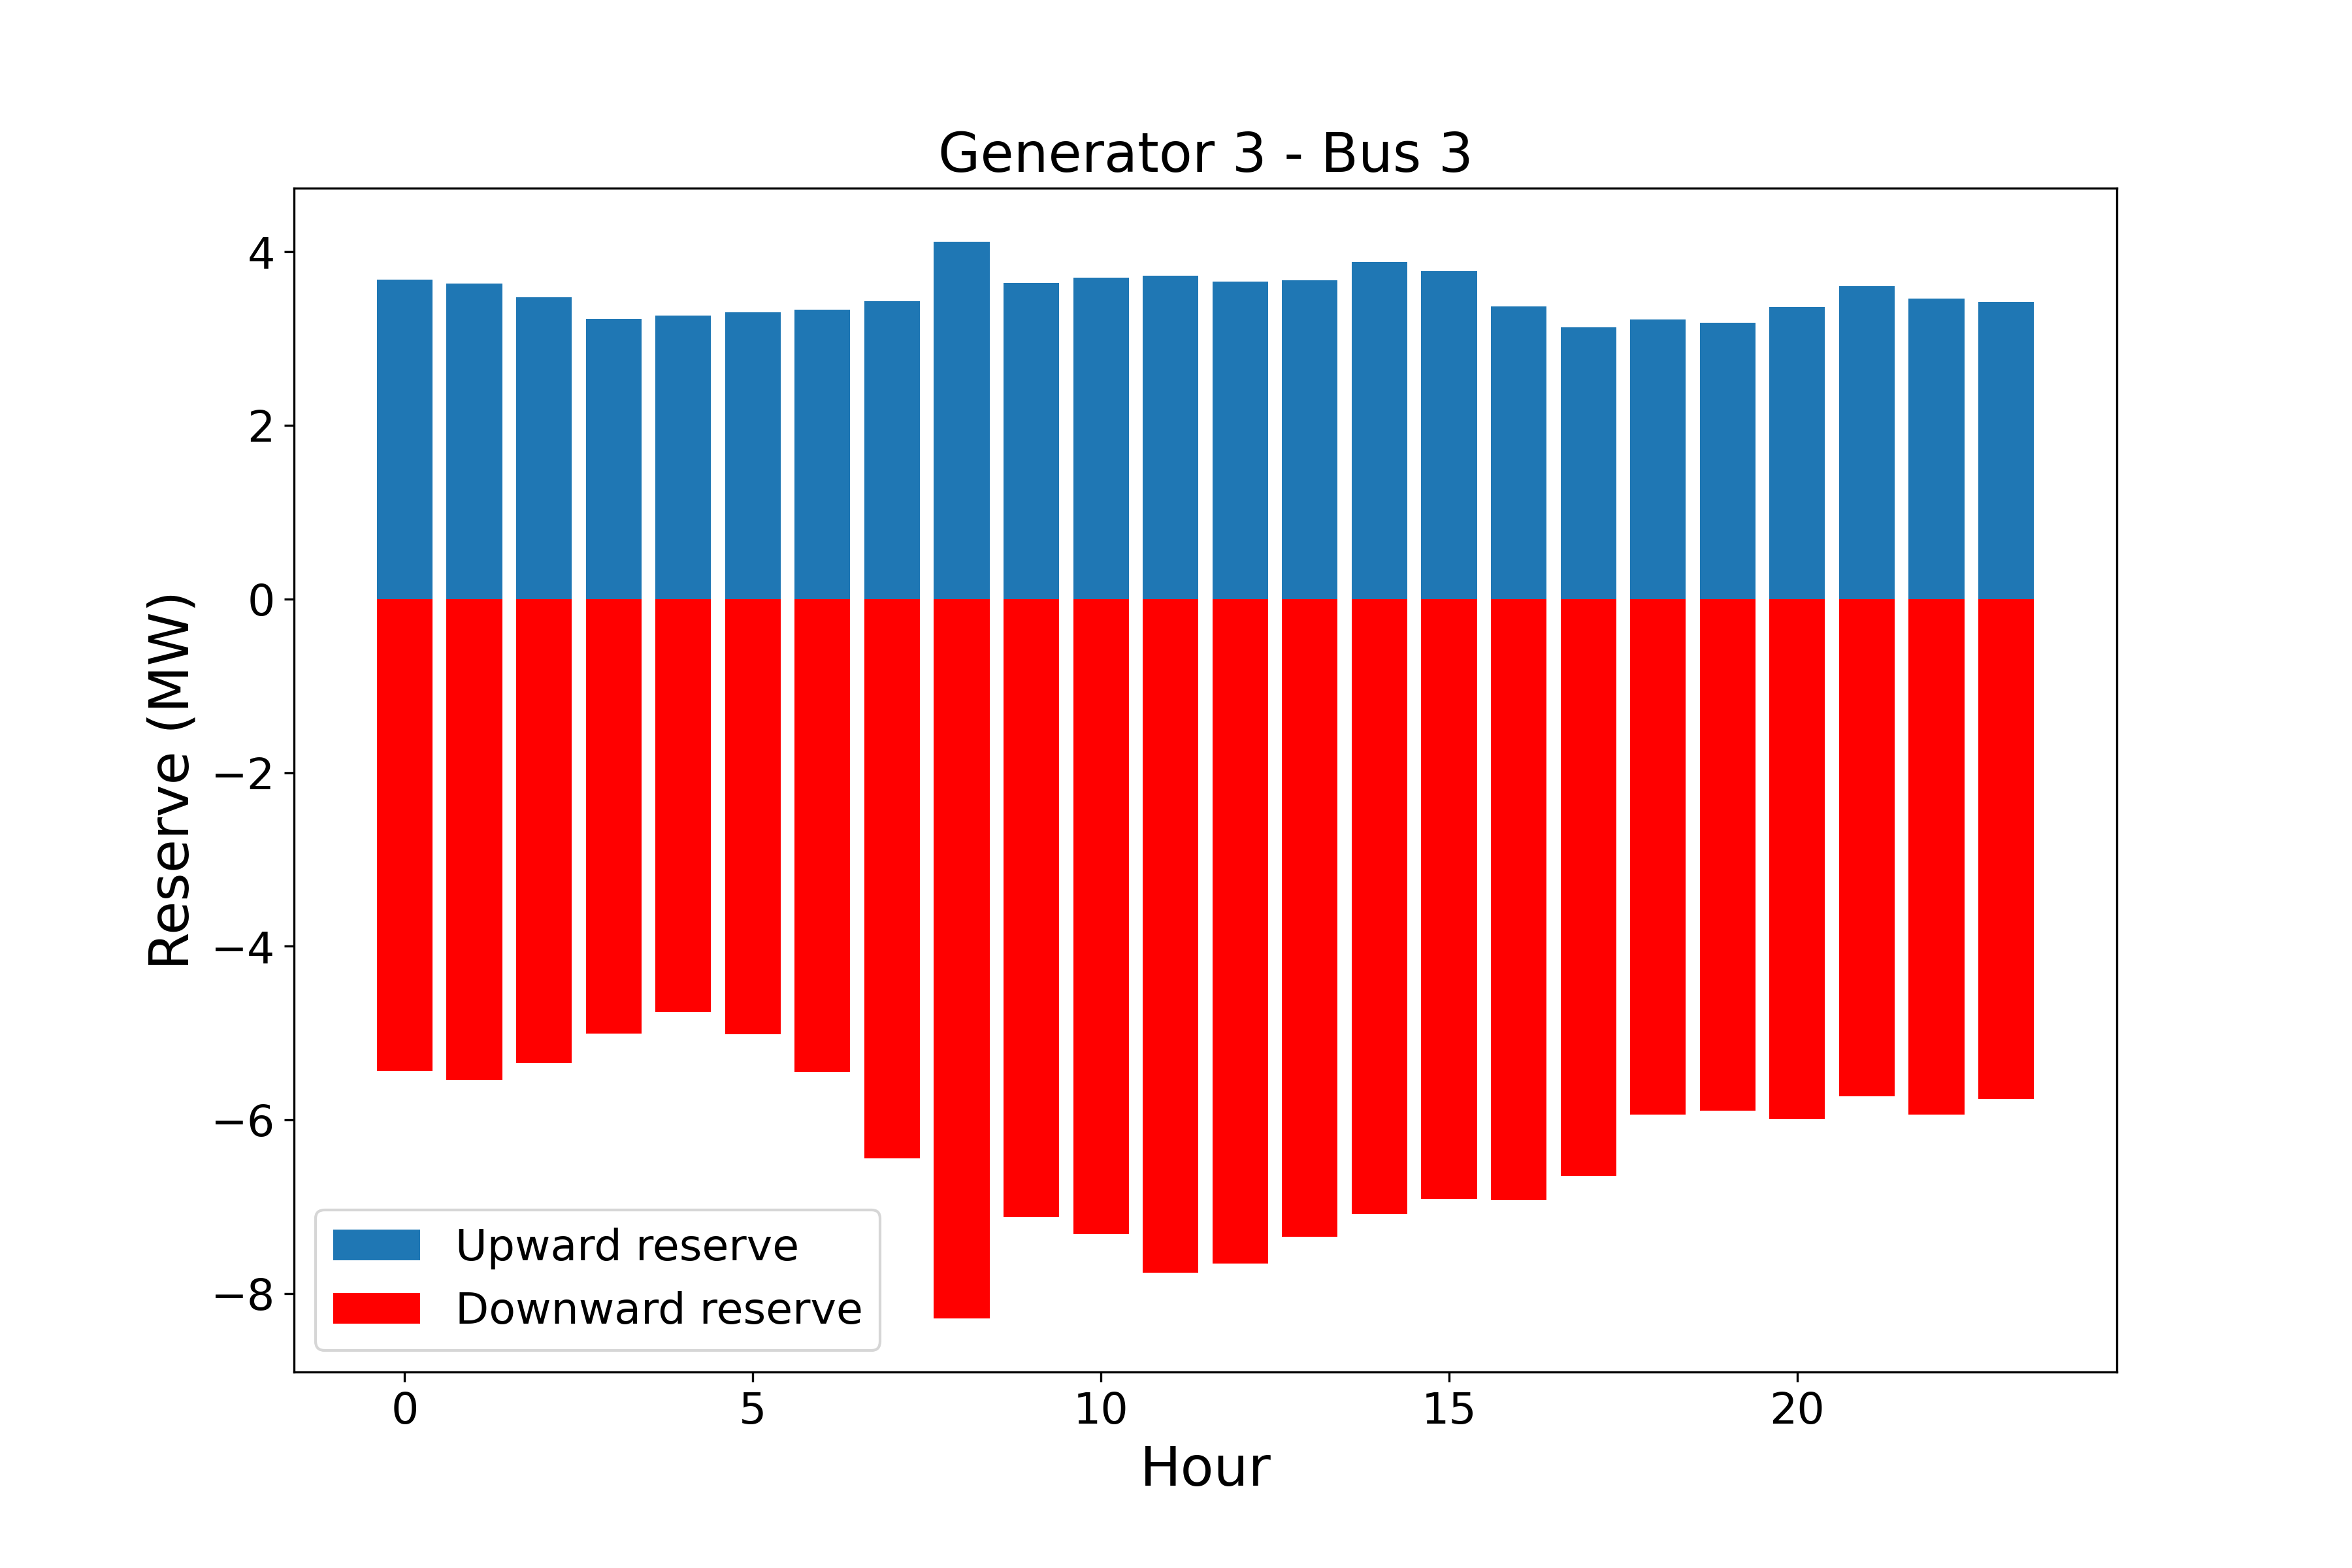 Generator 3 - Bus 3
4
2
0
−2
−4
−6
−8
Reserve (MW)
Upward reserve
Downward reserve
0 5 10 15 20
Hour